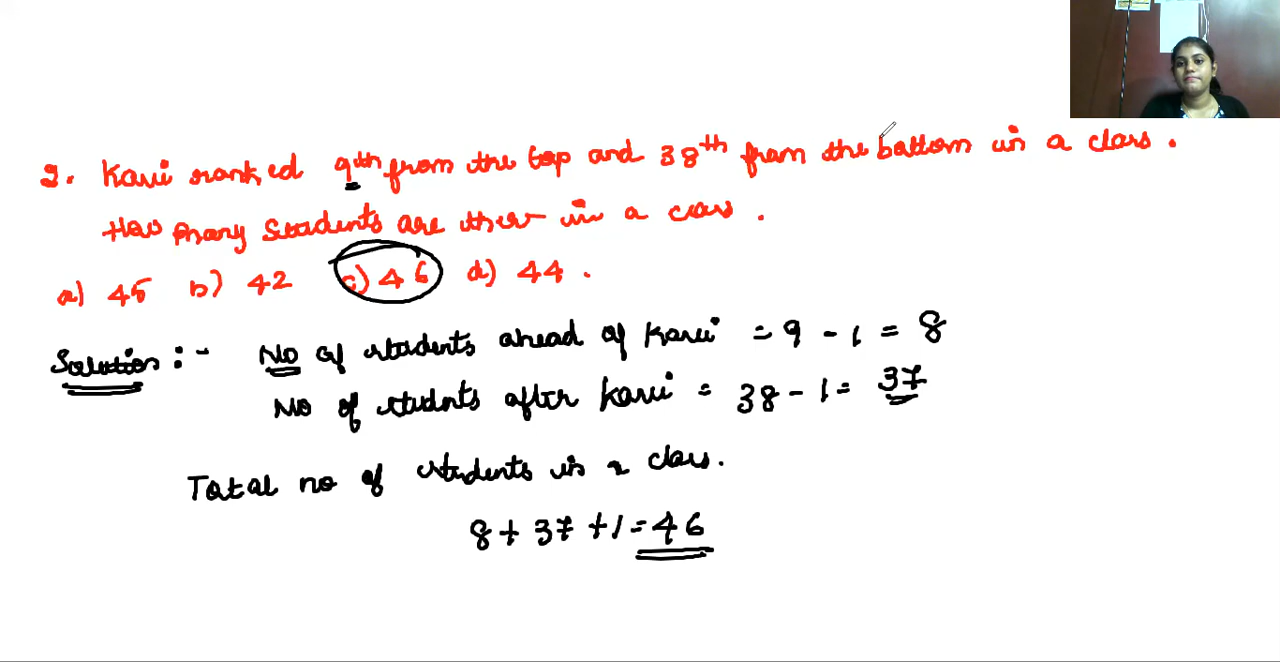 2. Kavi ranked 9th from the top and 38th from the bottom in a class.
How many students are there in a class.
a) 45 b) 42 c) 46 d) 44.
Solution :- No of students ahead of Kavi = 9 - 1 = 8
No of students after Kavi = 38 - 1 = 37
Total no of students in a class.
8 + 37 + 1 = 46